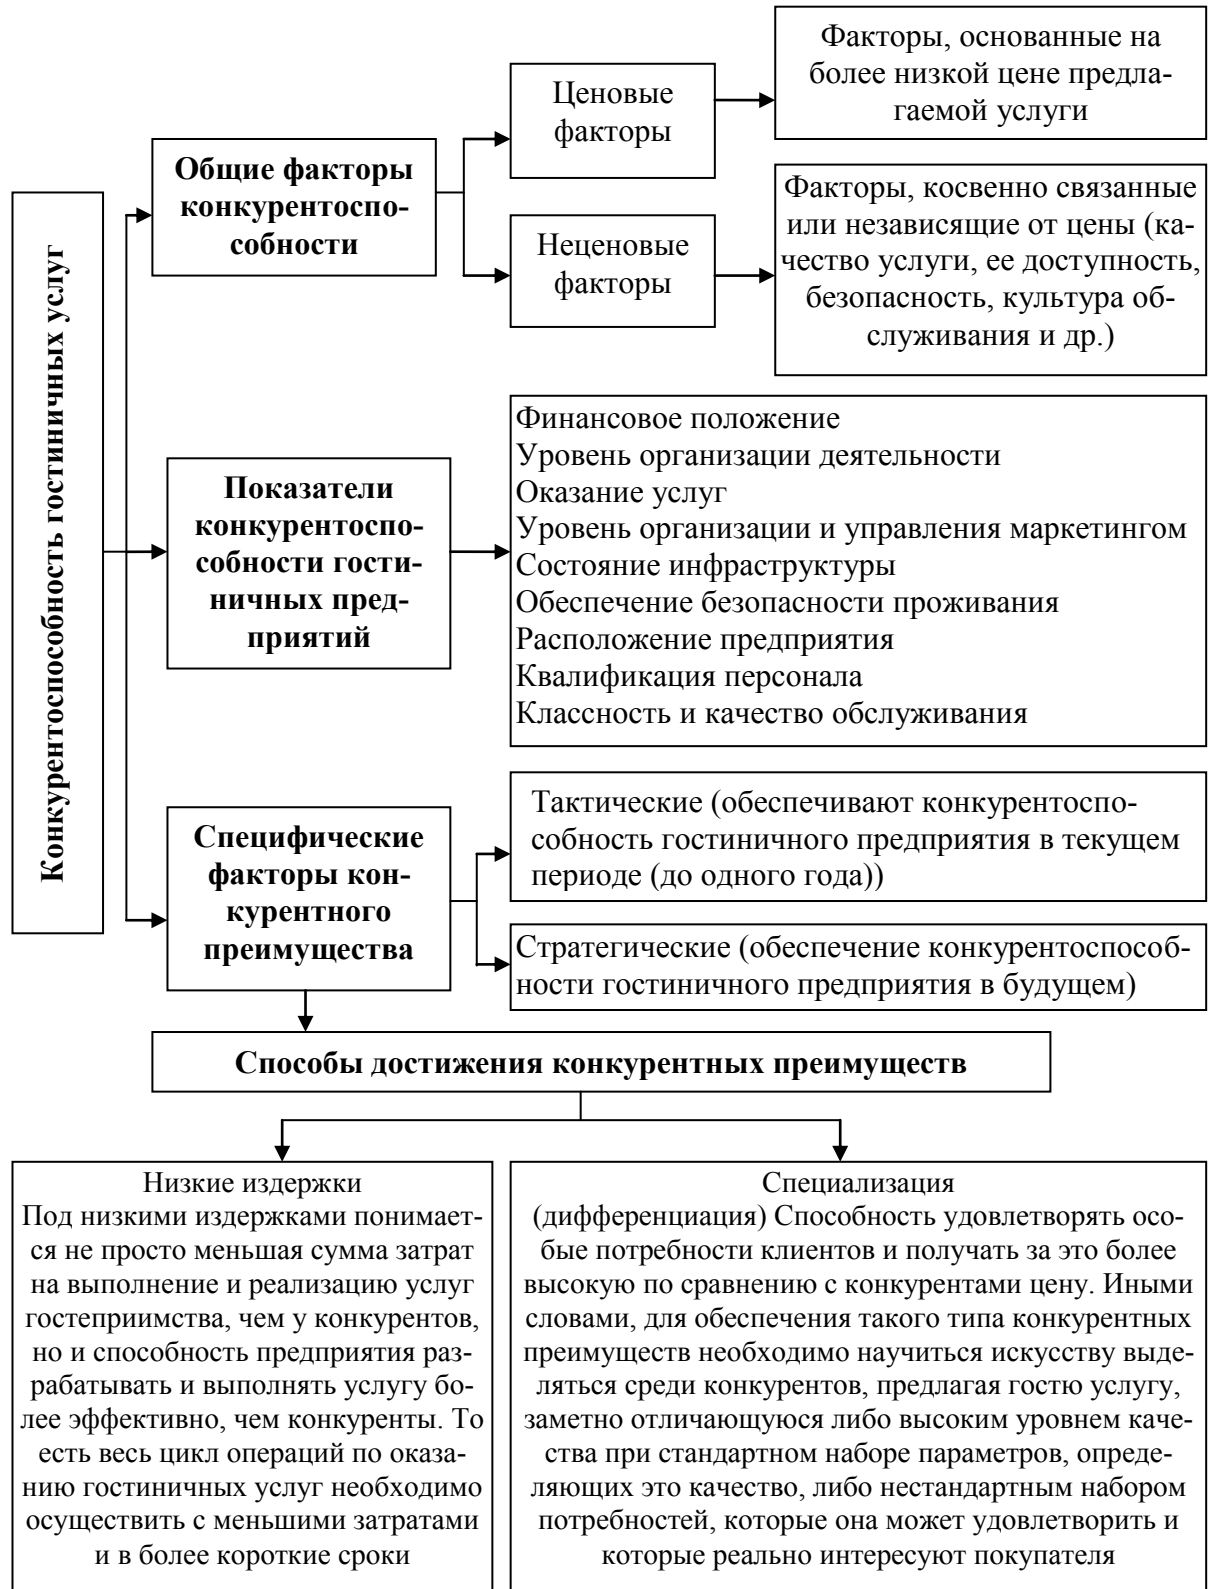 Конкурентоспособность гостиничных услуг
Общие факторы
конкурентоспо-
собности
Ценовые
факторы
Факторы, основанные на
более низкой цене предла-
гаемой услуги
Неценовые
факторы
Факторы, косвенно связанные
или независящие от цены (ка-
чество услуги, ее доступность,
безопасность, культура об-
служивания и др.)
Показатели
конкурентоспо-
собности гости-
ничных пред-
приятий
Финансовое положение
Уровень организации деятельности
Оказание услуг
Уровень организации и управления маркетингом
Состояние инфраструктуры
Обеспечение безопасности проживания
Расположение предприятия
Квалификация персонала
Классность и качество обслуживания
Специфические
факторы кон-
курентного
преимущества
Тактические (обеспечивают конкурентоспо-
собность гостиничного предприятия в текущем
периоде (до одного года))
Стратегические (обеспечение конкурентоспособ-
ности гостиничного предприятия в будущем)
Способы достижения конкурентных преимуществ
Низкие издержки
Под низкими издержками понимает-
ся не просто меньшая сумма затрат
на выполнение и реализацию услуг
гостеприимства, чем у конкурентов,
но и способность предприятия раз-
рабатывать и выполнять услугу бо-
лее эффективно, чем конкуренты. То
есть весь цикл операций по оказа-
нию гостиничных услуг необходимо
осуществить с меньшими затратами
и в более короткие сроки
Специализация
(дифференциация) Способность удовлетворять осо-
бые потребности клиентов и получать за это более
высокую по сравнению с конкурентами цену. Иными
словами, для обеспечения такого типа конкурентных
преимуществ необходимо научиться искусству выде-
ляться среди конкурентов, предлагая гостю услугу,
заметно отличающуюся либо высоким уровнем каче-
ства при стандартном наборе параметров, опреде-
ляющих это качество, либо нестандартным набором
потребностей, которые она может удовлетворить и
которые реально интересуют покупателя